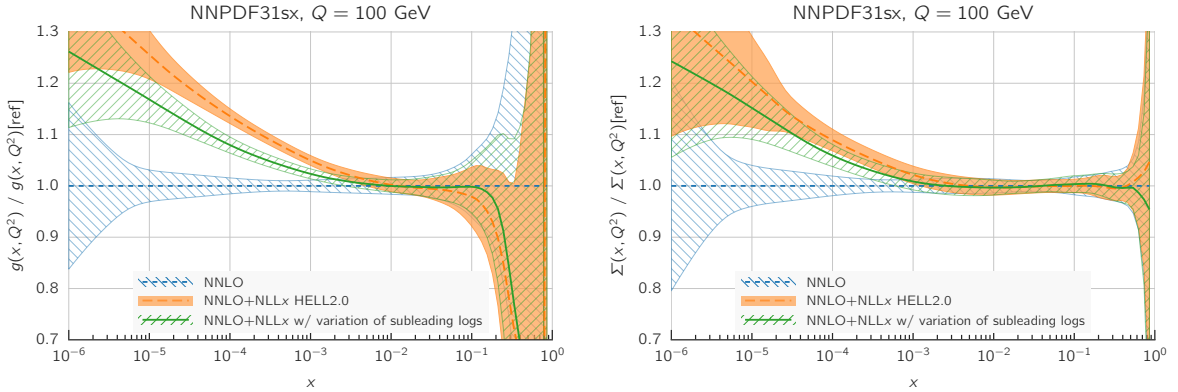 NNPDF31sx, Q = 100 GeV
g(x, Q²) / g(x, Q²)[ref]
1.3
1.2
1.1
1.0
0.9
0.8
0.7
NNLO
NNLO+NLLx HELL2.0
NNLO+NLLx w/ variation of subleading logs
10⁻⁶ 10⁻⁵ 10⁻⁴ 10⁻³ 10⁻² 10⁻¹ 10⁰
x
NNPDF31sx, Q = 100 GeV
Σ(x, Q²) / Σ(x, Q²)[ref]
1.3
1.2
1.1
1.0
0.9
0.8
0.7
NNLO
NNLO+NLLx HELL2.0
NNLO+NLLx w/ variation of subleading logs
10⁻⁶ 10⁻⁵ 10⁻⁴ 10⁻³ 10⁻² 10⁻¹ 10⁰
x